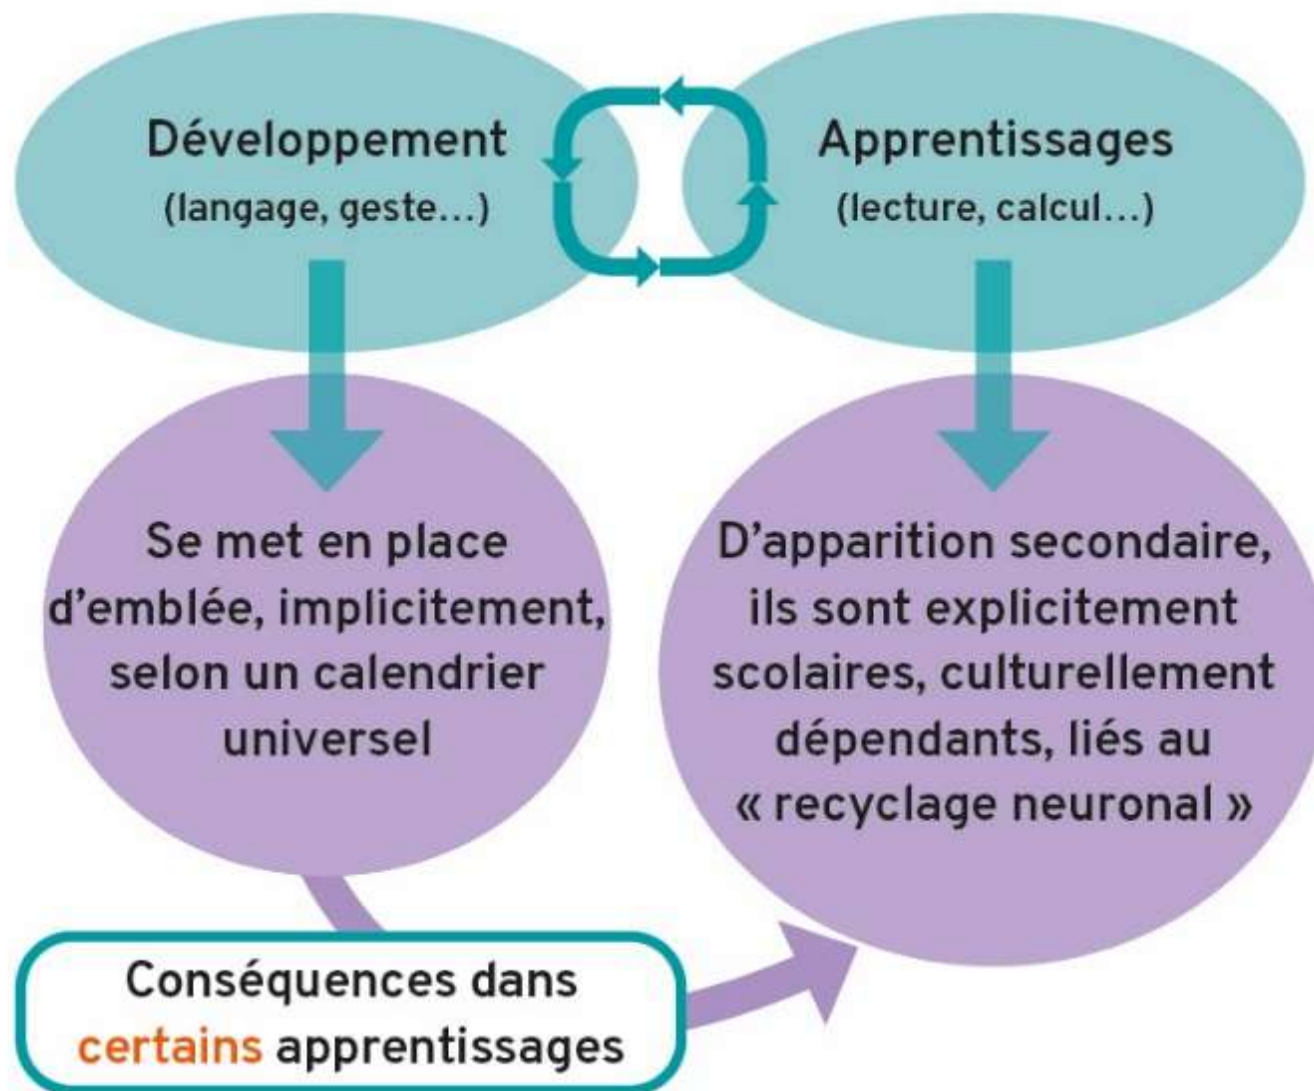 Développement
(langage, geste...)
Apprentissages
(lecture, calcul...)
Se met en place
d'emblée, implicitement,
selon un calendrier
universel
D'apparition secondaire,
ils sont explicitement
scolaires, culturellement
dépendants, liés au
« recyclage neuronal »
Conséquences dans
certains apprentissages